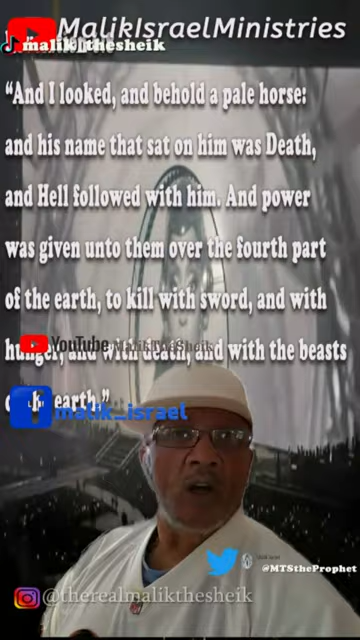 MalikIsraelMinistries
malik_thesheik
“And I looked, and behold a pale horse:
and his name that sat on him was Death,
and Hell followed with him. And power
was given unto them over the fourth part
of the earth, to kill with sword, and with
YouTube
hunger, and with death, and with the beasts
earth.”
malik_israel
@MTStheProphet
@therealmalikthesheik